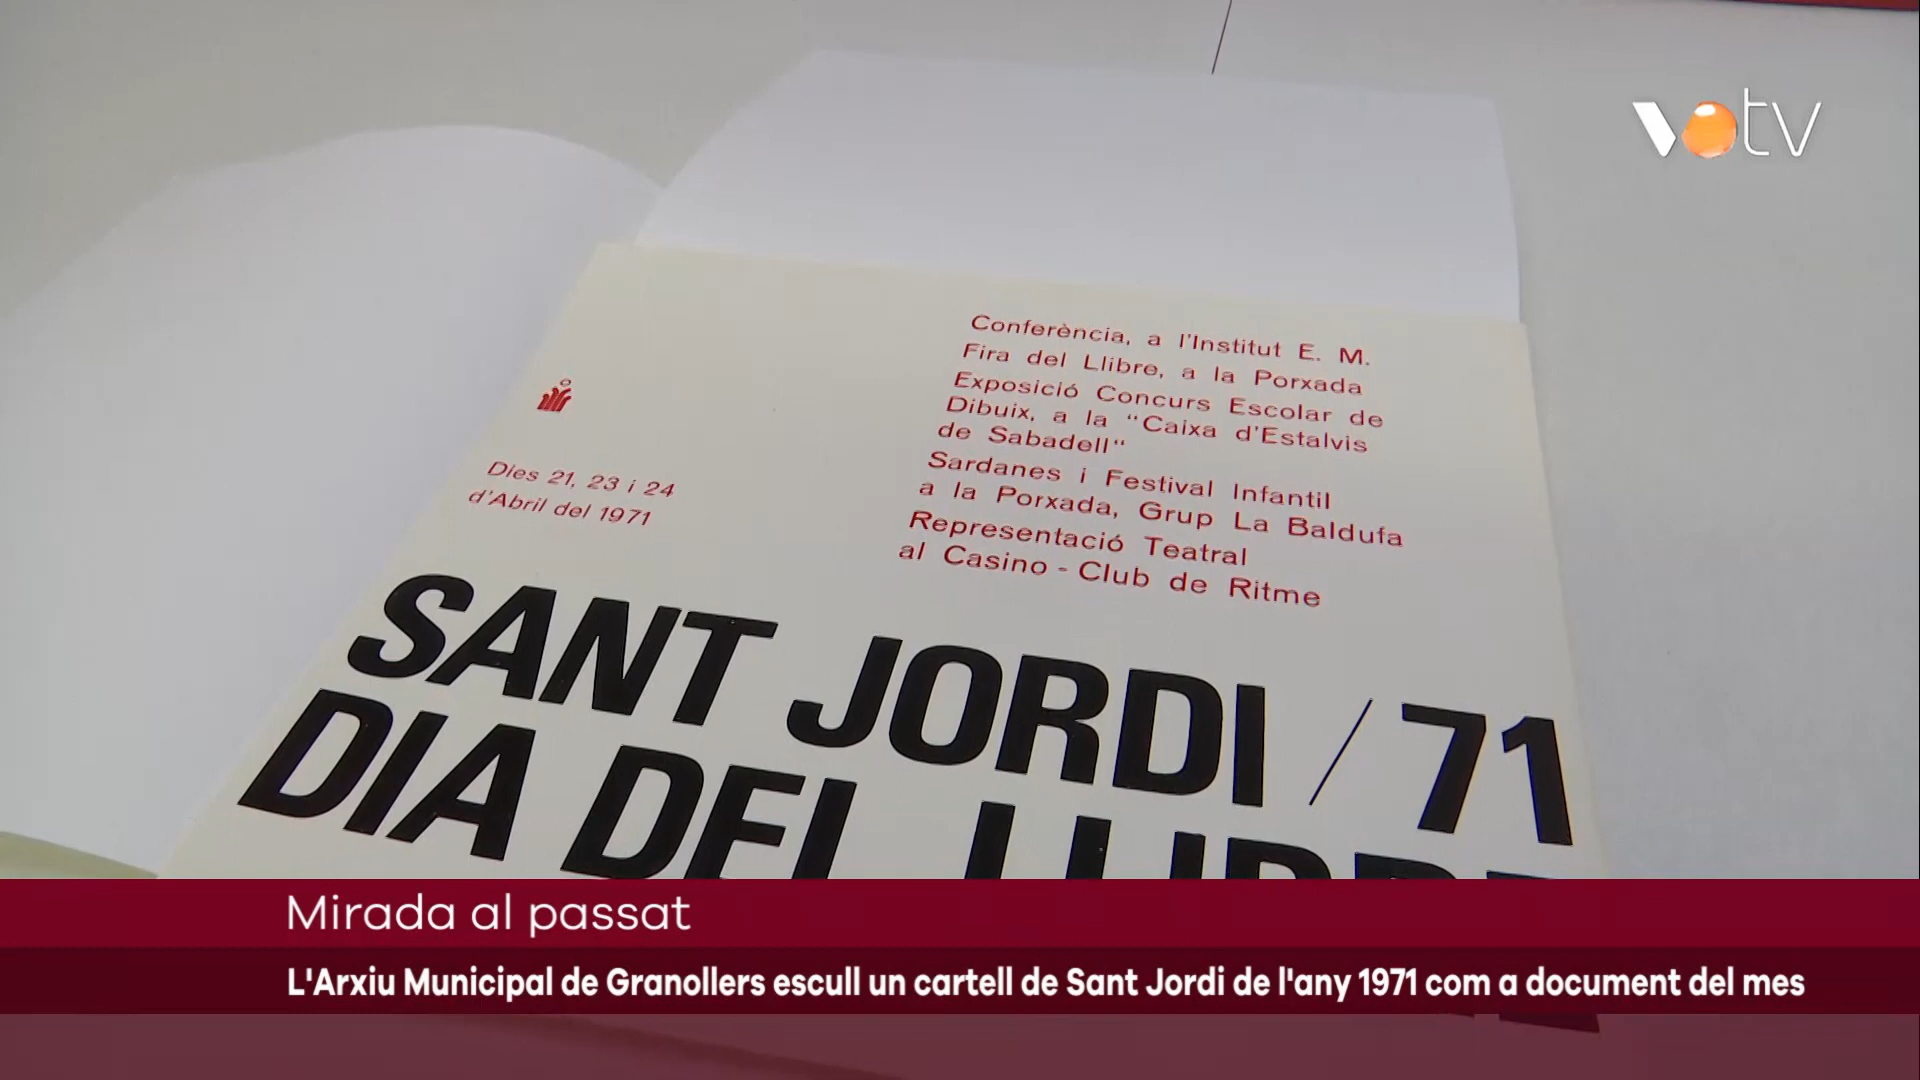 votv
Conferència, a l'Institut E. M.
Fira del Llibre, a la Porxada
Exposició Concurs Escolar de
Dibuix, a la “Caixa d'Estalvis
de Sabadell“
Sardanes i Festival Infantil
a la Porxada, Grup La Baldufa
Representació Teatral
al Casino - Club de Ritme
Dies 21, 23 i 24
d'Abril del 1971
SANT JORDI / 71
DIA DEL LLIBRE
Mirada al passat
L'Arxiu Municipal de Granollers escull un cartell de Sant Jordi de l'any 1971 com a document del mes